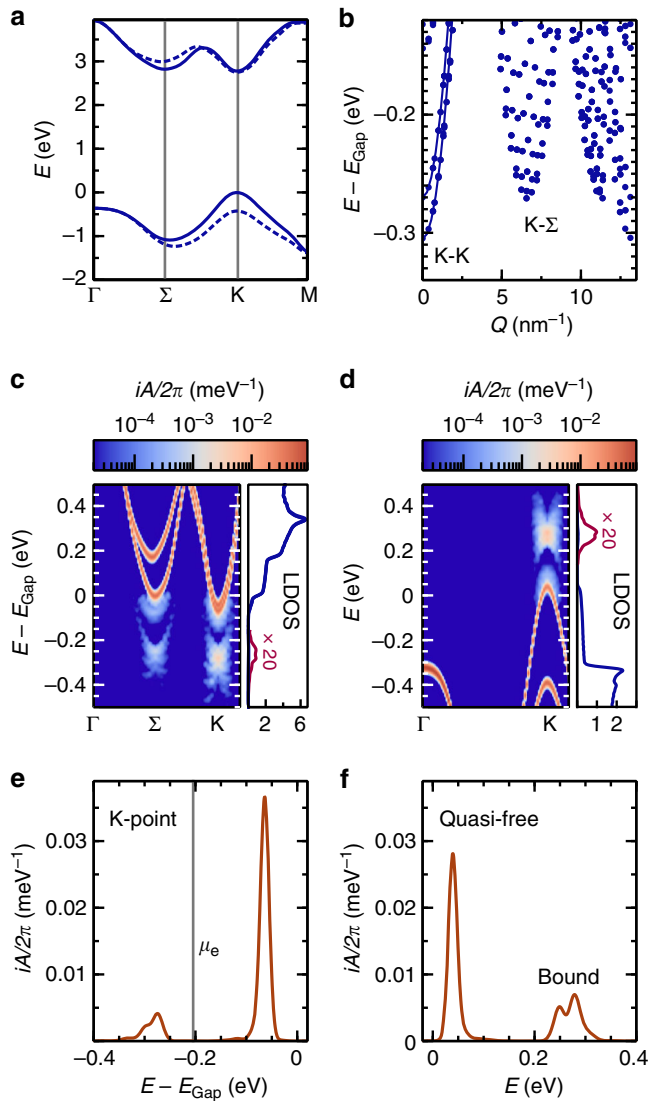 a
E (eV)
3
2
1
0
−1
−2
Γ
Σ
K
M
b
E − E_Gap (eV)
−0.2
−0.3
K-K
K-Σ
0
5
10
Q (nm⁻¹)
c
iA/2π (meV⁻¹)
10⁻⁴
10⁻³
10⁻²
E − E_Gap (eV)
0.4
0.2
0
−0.2
−0.4
Γ
Σ
K
LDOS
× 20
2
6
d
iA/2π (meV⁻¹)
10⁻⁴
10⁻³
10⁻²
E (eV)
0.4
0.2
0
−0.2
−0.4
Γ
K
× 20
LDOS
1
2
e
iA/2π (meV⁻¹)
0.03
0.02
0.01
0
K-point
μ_e
−0.4
−0.2
0
E − E_Gap (eV)
f
iA/2π (meV⁻¹)
0.03
0.02
0.01
0
Quasi-free
Bound
0
0.2
0.4
E (eV)